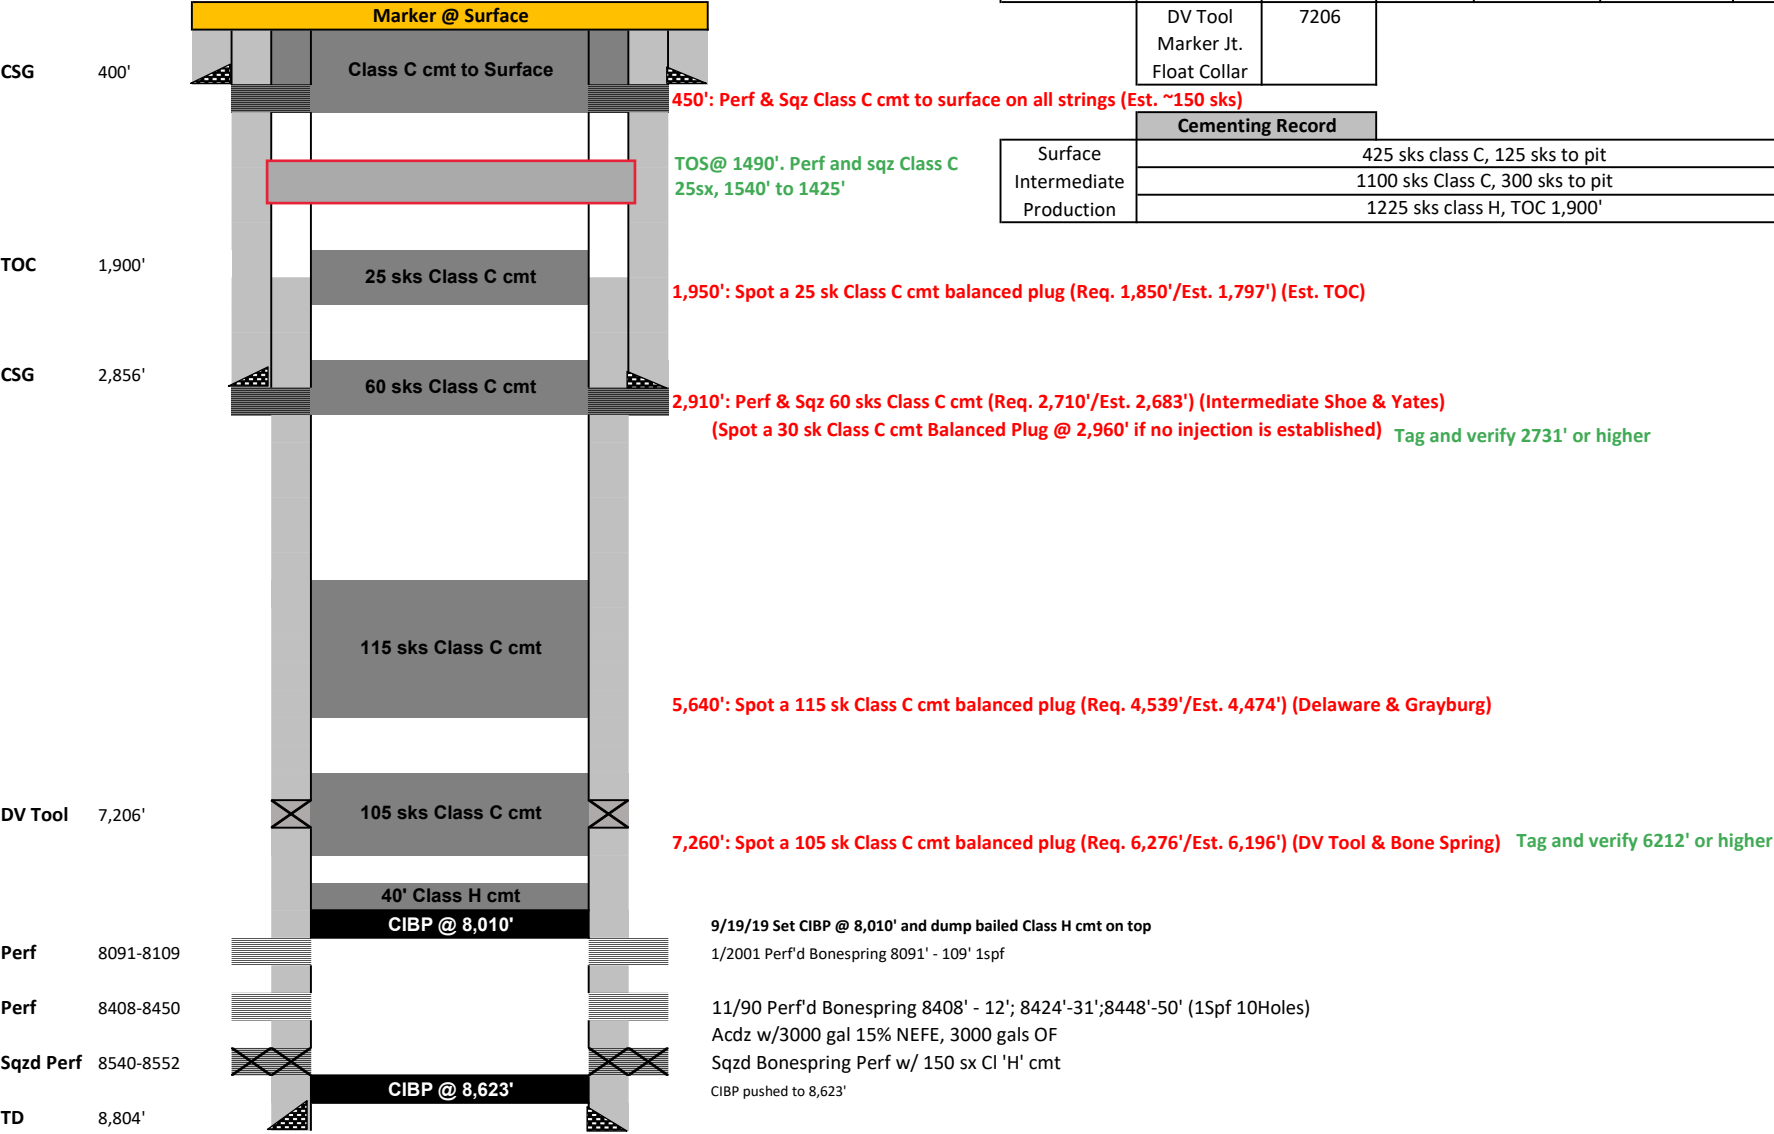 Marker @ Surface
DV Tool 7206
Marker Jt.
Float Collar
CSG 400'
Class C cmt to Surface
450': Perf & Sqz Class C cmt to surface on all strings (Est. ~150 sks)
Cementing Record
Surface 425 sks class C, 125 sks to pit
Intermediate 1100 sks Class C, 300 sks to pit
Production 1225 sks class H, TOC 1,900'
TOS@ 1490'. Perf and sqz Class C
25sx, 1540' to 1425'
TOC 1,900'
25 sks Class C cmt
1,950': Spot a 25 sk Class C cmt balanced plug (Req. 1,850'/Est. 1,797') (Est. TOC)
CSG 2,856'
60 sks Class C cmt
2,910': Perf & Sqz 60 sks Class C cmt (Req. 2,710'/Est. 2,683') (Intermediate Shoe & Yates)
(Spot a 30 sk Class C cmt Balanced Plug @ 2,960' if no injection is established) Tag and verify 2731' or higher
115 sks Class C cmt
5,640': Spot a 115 sk Class C cmt balanced plug (Req. 4,539'/Est. 4,474') (Delaware & Grayburg)
DV Tool 7,206'
105 sks Class C cmt
7,260': Spot a 105 sk Class C cmt balanced plug (Req. 6,276'/Est. 6,196') (DV Tool & Bone Spring) Tag and verify 6212' or higher
40' Class H cmt
CIBP @ 8,010'
9/19/19 Set CIBP @ 8,010' and dump bailed Class H cmt on top
Perf 8091-8109
1/2001 Perf'd Bonespring 8091' - 109' 1spf
Perf 8408-8450
11/90 Perf'd Bonespring 8408' - 12'; 8424'-31';8448'-50' (1Spf 10Holes)
Acdz w/3000 gal 15% NEFE, 3000 gals OF
Sqzd Perf 8540-8552
Sqzd Bonespring Perf w/ 150 sx Cl 'H' cmt
CIBP @ 8,623'
CIBP pushed to 8,623'
TD 8,804'